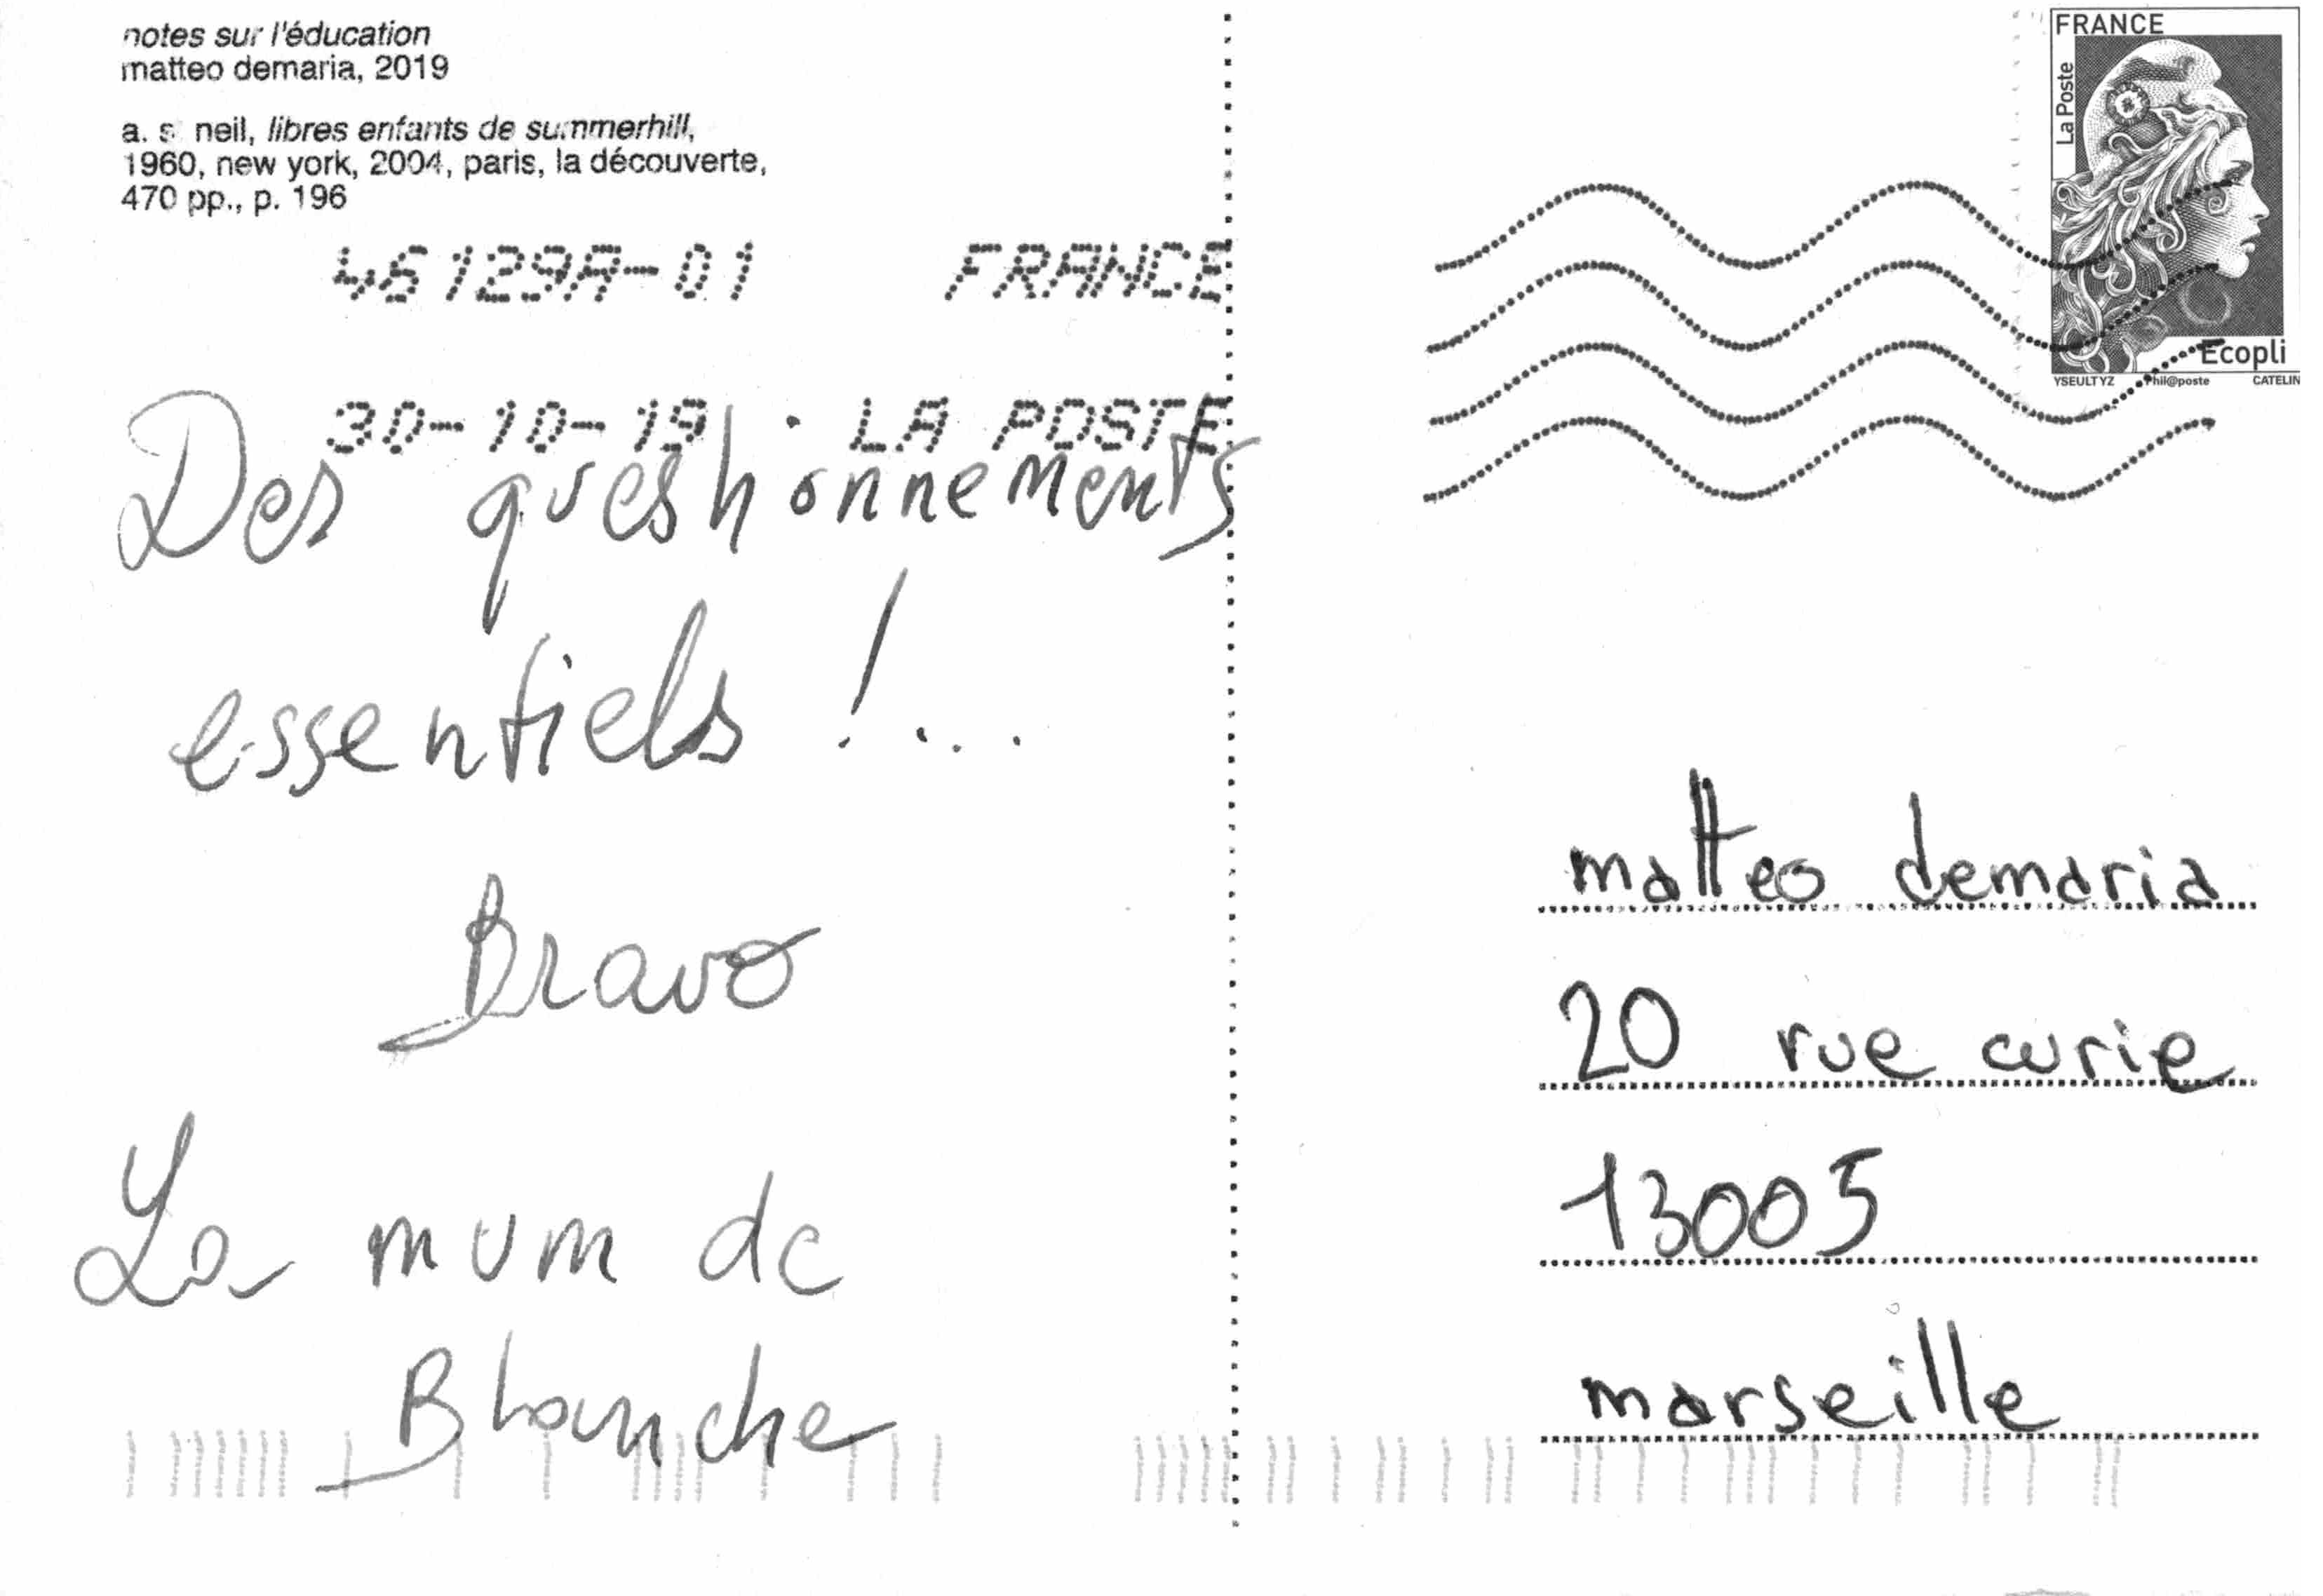 notes sur l'éducation
matteo demaria, 2019
a. s. neil, libres enfants de summerhill,
1960, new york, 2004, paris, la découverte,
470 pp., p. 196
46129A-01 FRANCE
30-10-19 LA POSTE
Des questionnements
essentiels !...
Bravo
La mum de
Blanche
FRANCE
La Poste
Ecopli
YSEULT YZ Phil@poste CATELIN
matteo demaria
20 rue curie
13005
marseille